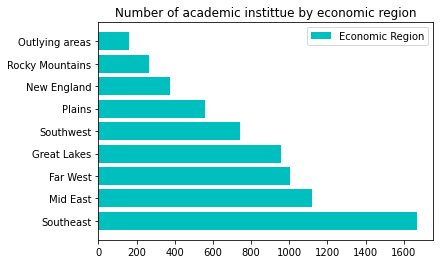 Number of academic instittue by economic region
Economic Region
Outlying areas
Rocky Mountains
New England
Plains
Southwest
Great Lakes
Far West
Mid East
Southeast
0 200 400 600 800 1000 1200 1400 1600